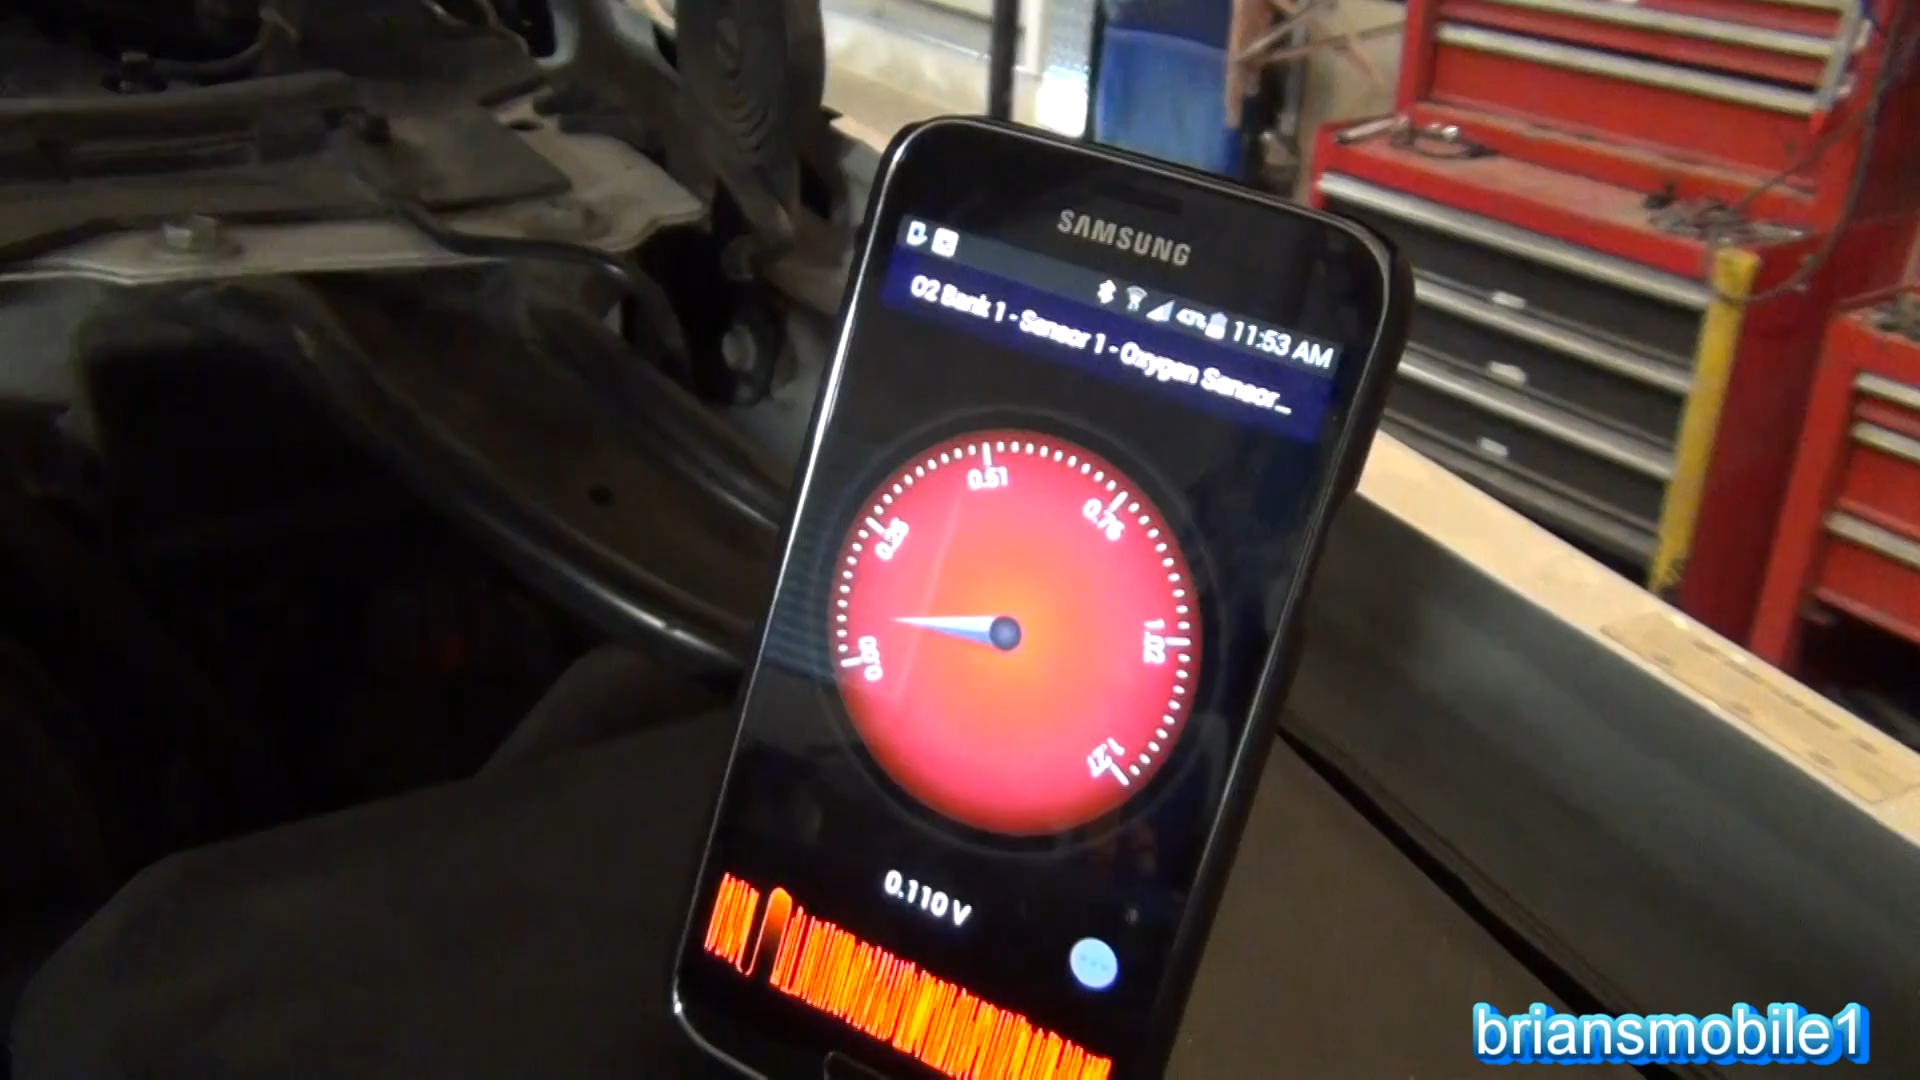 SAMSUNG
11:53 AM
O2 Bank 1 - Sensor 1 - Oxygen Sensor...
0.51
0.25
0.76
0.00
1.02
1.27
0.110 V
briansmobile1